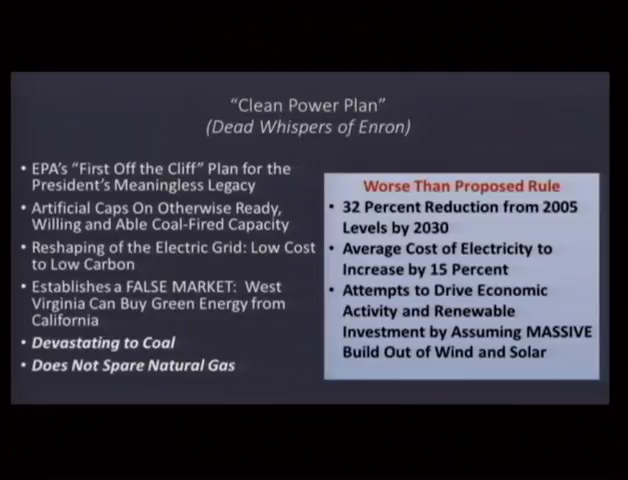 “Clean Power Plan”
(Dead Whispers of Enron)
• EPA’s “First Off the Cliff” Plan for the
President’s Meaningless Legacy
• Artificial Caps On Otherwise Ready,
Willing and Able Coal-Fired Capacity
• Reshaping of the Electric Grid: Low Cost
to Low Carbon
• Establishes a FALSE MARKET: West
Virginia Can Buy Green Energy from
California
• Devastating to Coal
• Does Not Spare Natural Gas
Worse Than Proposed Rule
• 32 Percent Reduction from 2005
Levels by 2030
• Average Cost of Electricity to
Increase by 15 Percent
• Attempts to Drive Economic
Activity and Renewable
Investment by Assuming MASSIVE
Build Out of Wind and Solar